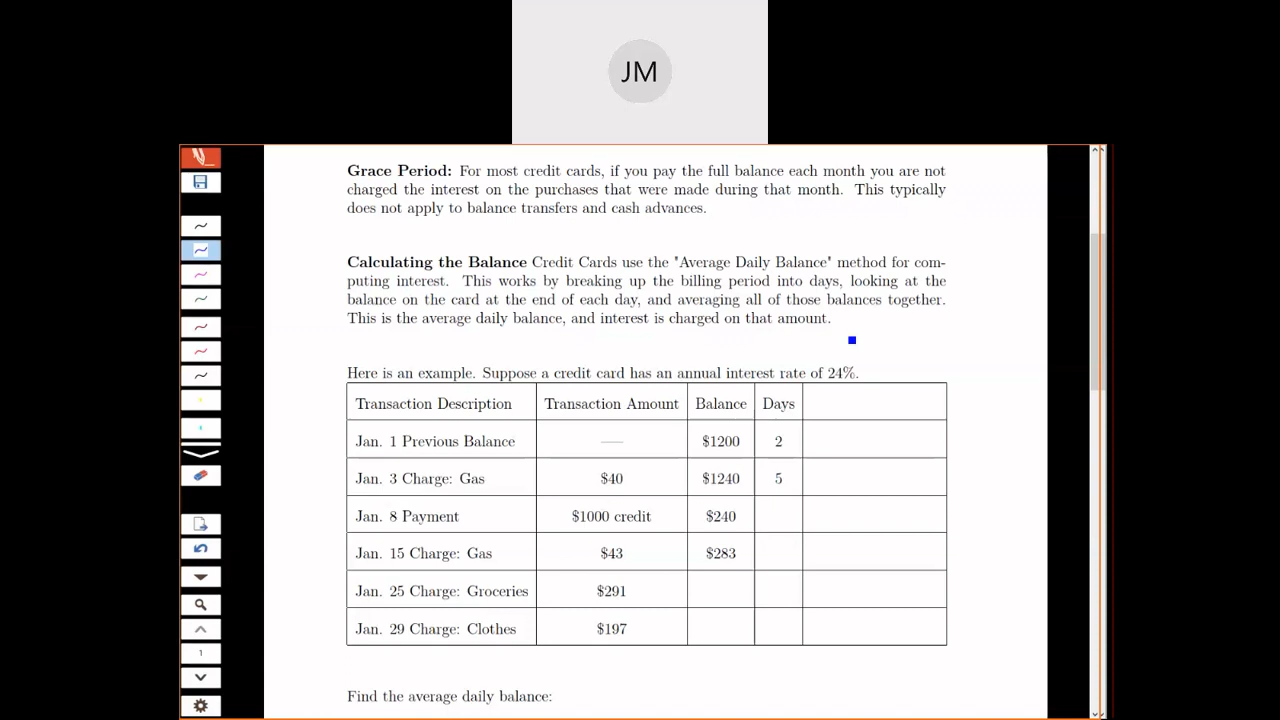 JM
Grace Period: For most credit cards, if you pay the full balance each month you are not
charged the interest on the purchases that were made during that month. This typically
does not apply to balance transfers and cash advances.
Calculating the Balance Credit Cards use the "Average Daily Balance" method for com-
puting interest. This works by breaking up the billing period into days, looking at the
balance on the card at the end of each day, and averaging all of those balances together.
This is the average daily balance, and interest is charged on that amount.
Here is an example. Suppose a credit card has an annual interest rate of 24%.
Transaction Description Transaction Amount Balance Days
Jan. 1 Previous Balance — $1200 2
Jan. 3 Charge: Gas $40 $1240 5
Jan. 8 Payment $1000 credit $240
Jan. 15 Charge: Gas $43 $283
Jan. 25 Charge: Groceries $291
Jan. 29 Charge: Clothes $197
1
Find the average daily balance: